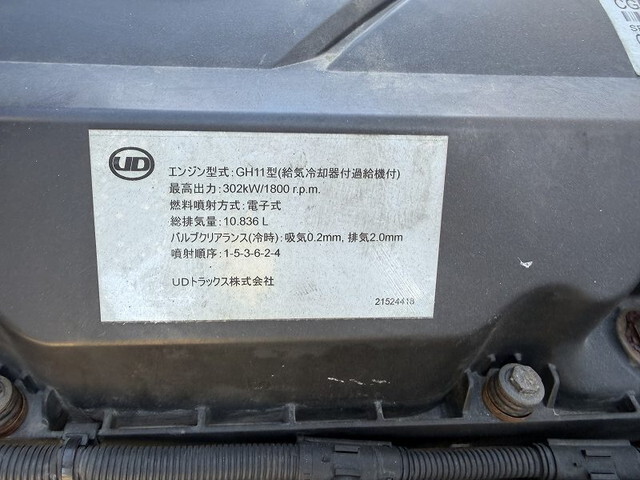 CG
UD
エンジン型式:GH11型(給気冷却器付過給機付)
最高出力:302kW/1800 r.p.m.
燃料噴射方式:電子式
総排気量:10.836 L
バルブクリアランス(冷時):吸気0.2mm, 排気2.0mm
噴射順序:1-5-3-6-2-4
UDトラックス株式会社
21524418